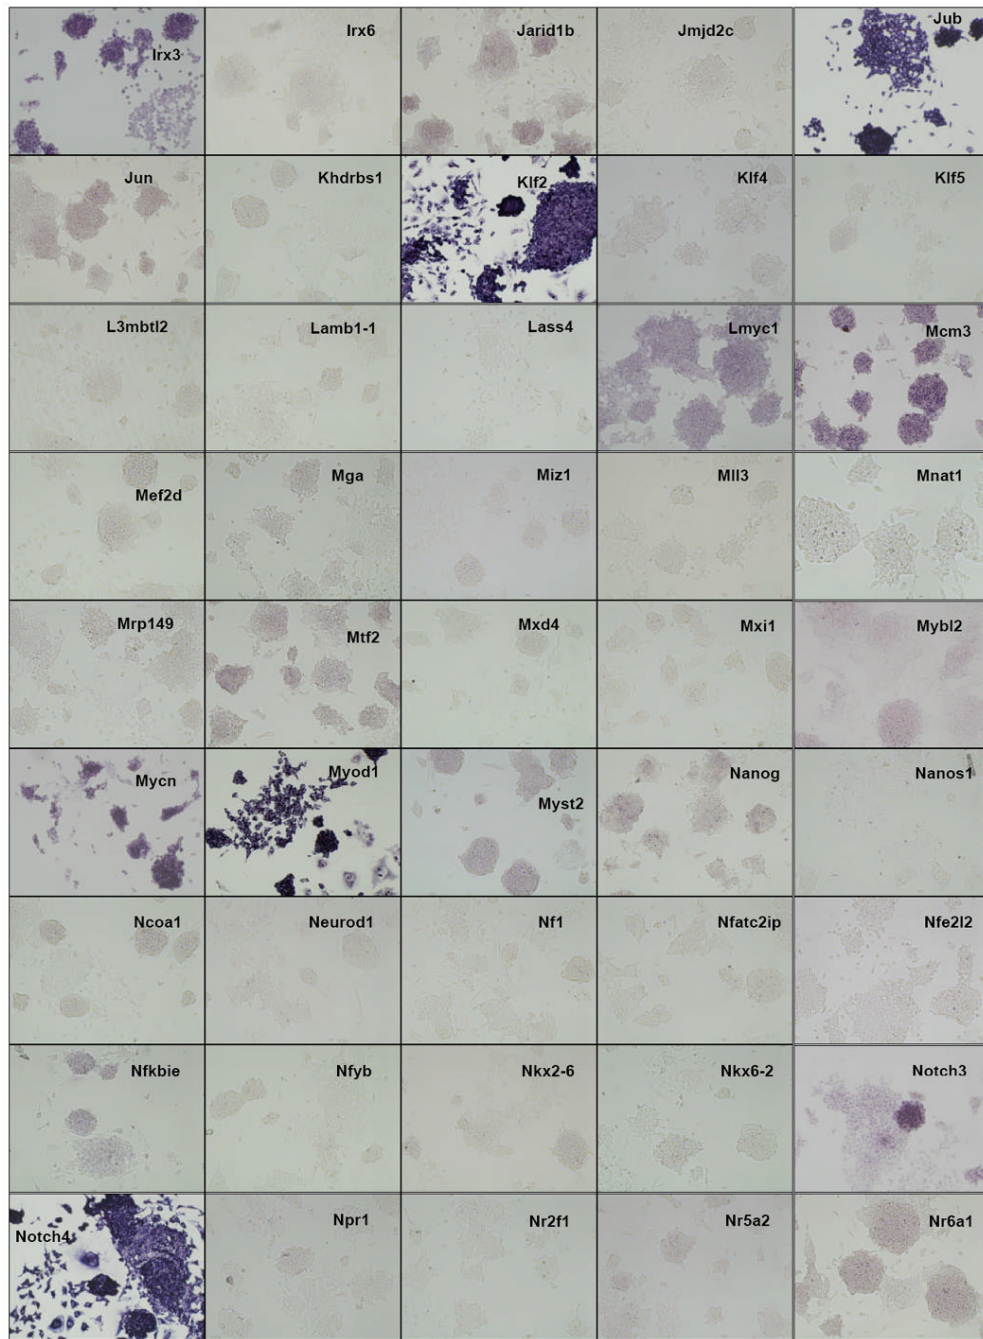 Irx3
Irx6
Jarid1b
Jmjd2c
Jub
Jun
Khdrbs1
Klf2
Klf4
Klf5
L3mbtl2
Lamb1-1
Lass4
Lmyc1
Mcm3
Mef2d
Mga
Miz1
Mll3
Mnat1
Mrp149
Mtf2
Mxd4
Mxi1
Mybl2
Mycn
Myod1
Myst2
Nanog
Nanos1
Ncoa1
Neurod1
Nf1
Nfatc2ip
Nfe2l2
Nfkbie
Nfyb
Nkx2-6
Nkx6-2
Notch3
Notch4
Npr1
Nr2f1
Nr5a2
Nr6a1